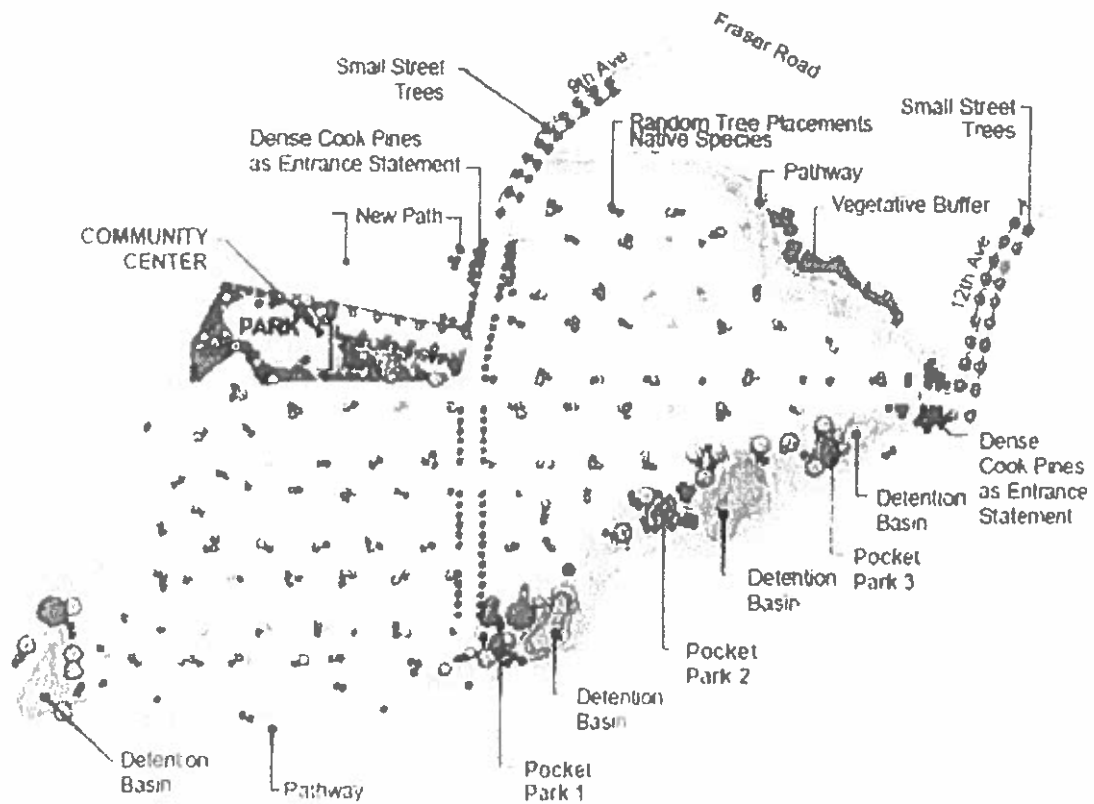 Fraser Road
Small Street
Trees
9th Ave
Small Street
Trees
Dense Cook Pines
as Entrance
Statement
Random Tree Placements
Native Species
Pathway
Vegetative Buffer
New Path
COMMUNITY
CENTER
12th Ave
PARK
Dense
Cook Pines
as Entrance
Statement
Detention
Basin
Pocket
Park 3
Detention
Basin
Pocket
Park 2
Detention
Basin
Detention
Basin
Pathway
Pocket
Park 1